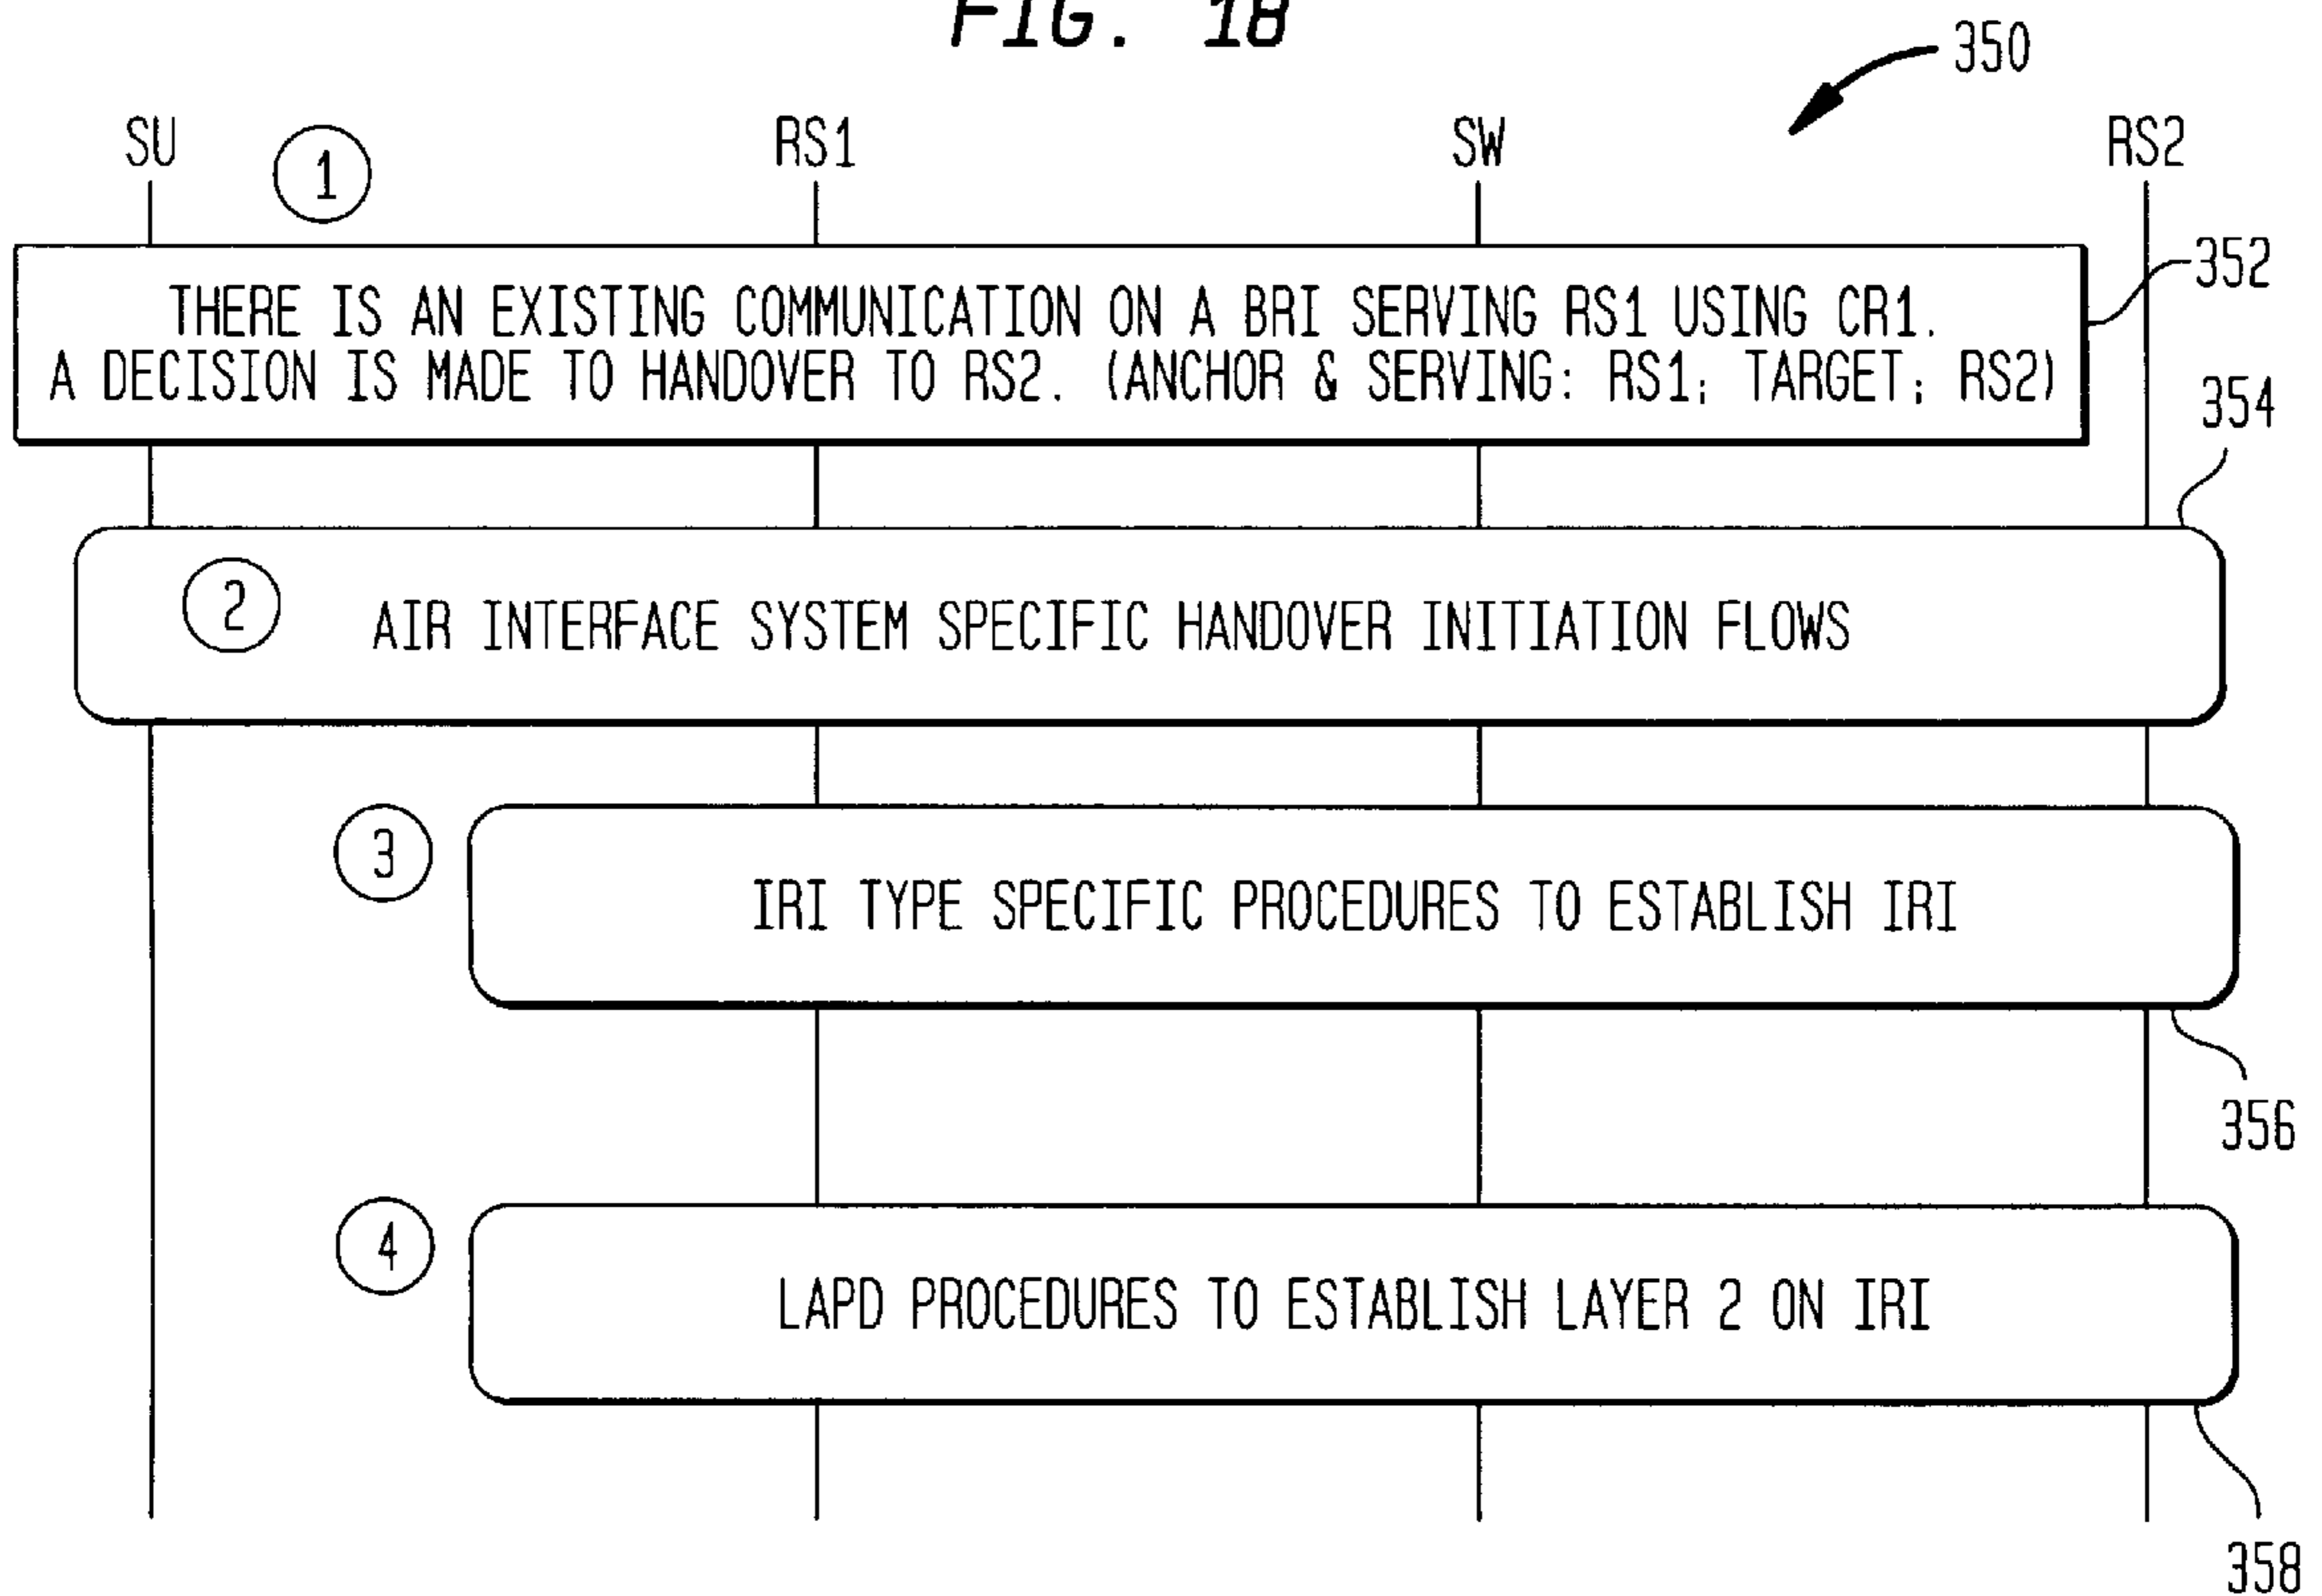 FIG. 18
350
SU
1
RS1
SW
RS2
352
THERE IS AN EXISTING COMMUNICATION ON A BRI SERVING RS1 USING CR1.
A DECISION IS MADE TO HANDOVER TO RS2. (ANCHOR & SERVING: RS1; TARGET; RS2)
354
2
AIR INTERFACE SYSTEM SPECIFIC HANDOVER INITIATION FLOWS
3
IRI TYPE SPECIFIC PROCEDURES TO ESTABLISH IRI
356
4
LAPD PROCEDURES TO ESTABLISH LAYER 2 ON IRI
358